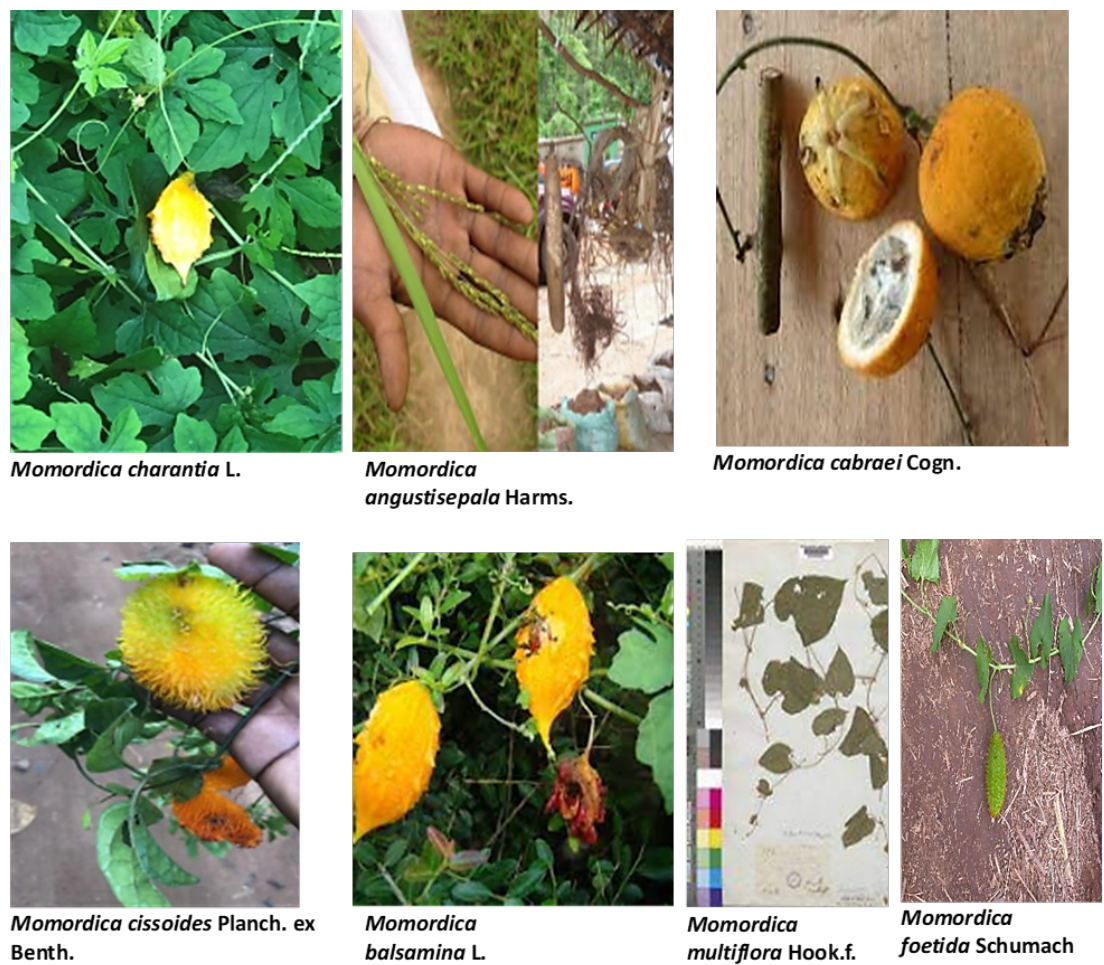 Momordica charantia L.
Momordica
angustisepala Harms.
Momordica cabraei Cogn.
Momordica cissoides Planch. ex
Benth.
Momordica
balsamina L.
Momordica
multiflora Hook.f.
Momordica
foetida Schumach